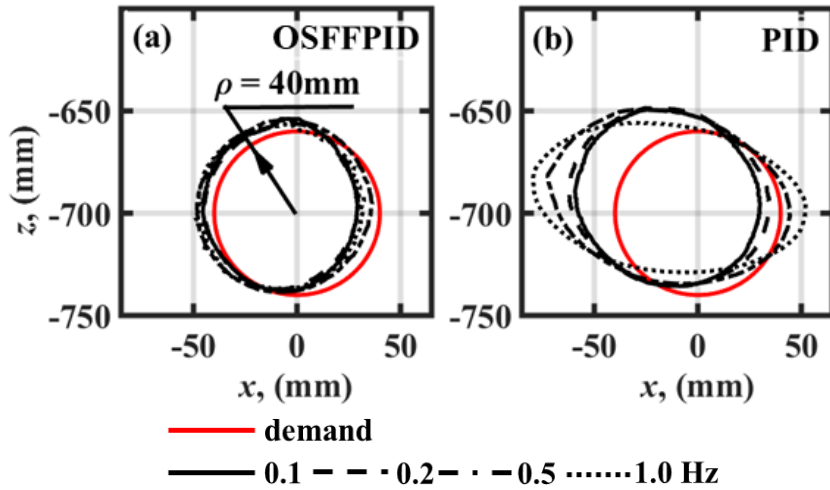 (a) OSFFPID
ρ = 40mm
-650
-700
-750
z, (mm)
-50 0 50
x, (mm)
(b) PID
-650
-700
-750
-50 0 50
x, (mm)
demand
0.1 0.2 0.5 1.0 Hz